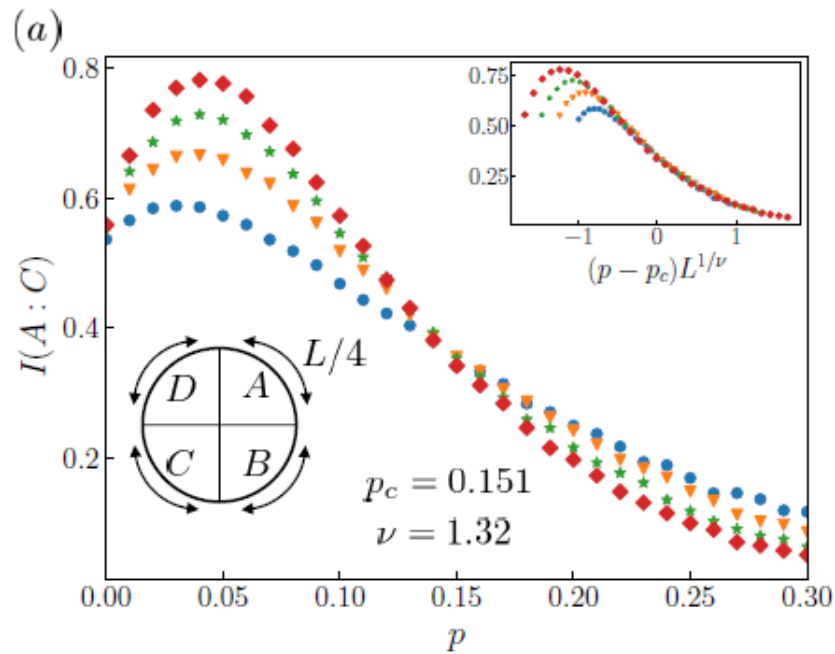 (a)
0.8
0.6
0.4
0.2
I(A : C)
0.75
0.50
0.25
−1 0 1
(p − p_c)L^{1/ν}
L/4
D A
C B
p_c = 0.151
ν = 1.32
0.00 0.05 0.10 0.15 0.20 0.25 0.30
p